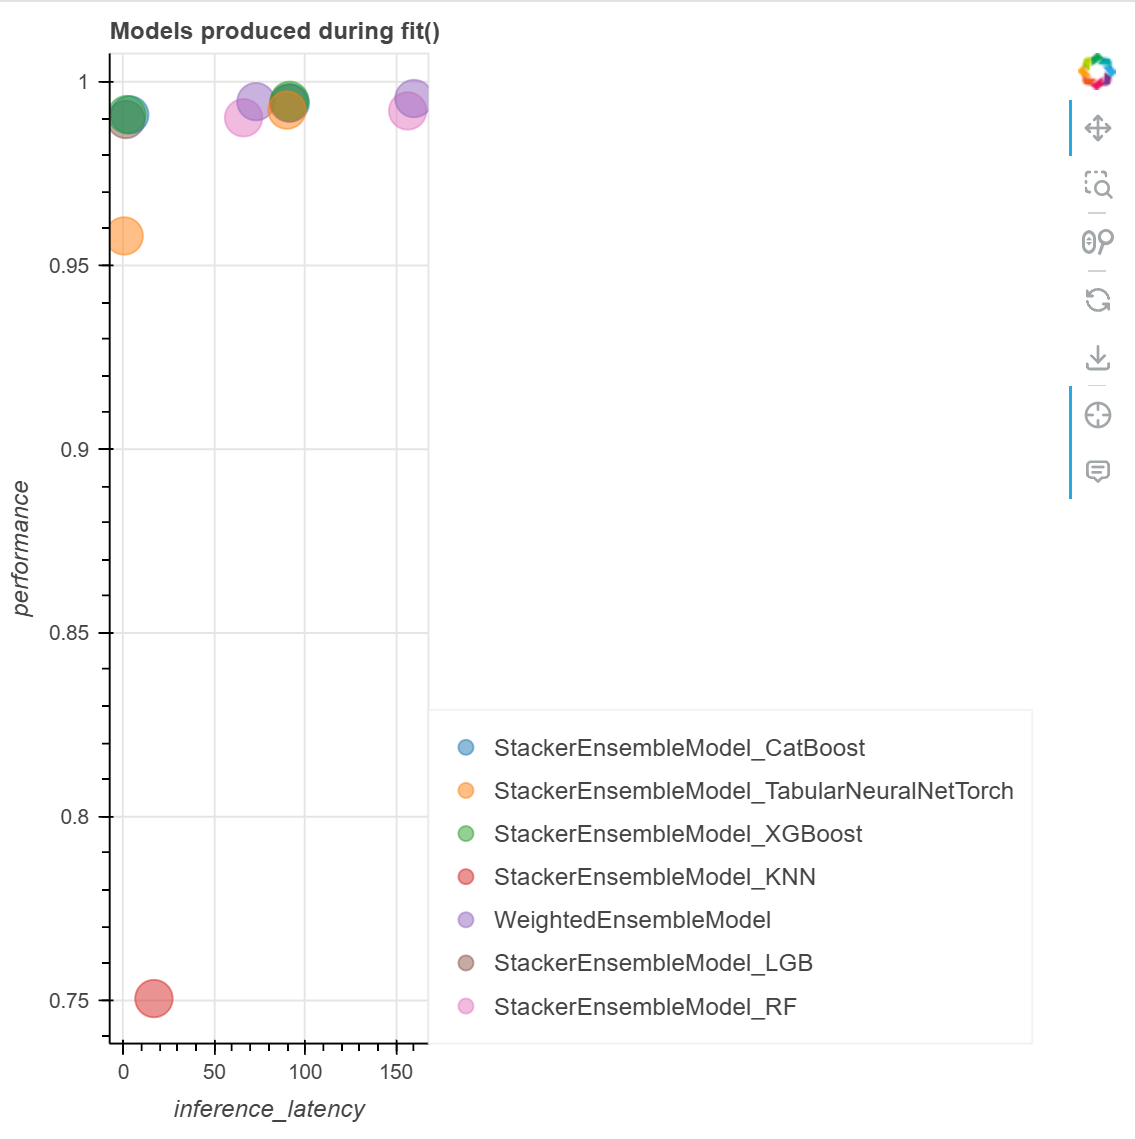 Models produced during fit()
1
0.95
0.9
0.85
0.8
0.75
performance
0 50 100 150
inference_latency
StackerEnsembleModel_CatBoost
StackerEnsembleModel_TabularNeuralNetTorch
StackerEnsembleModel_XGBoost
StackerEnsembleModel_KNN
WeightedEnsembleModel
StackerEnsembleModel_LGB
StackerEnsembleModel_RF